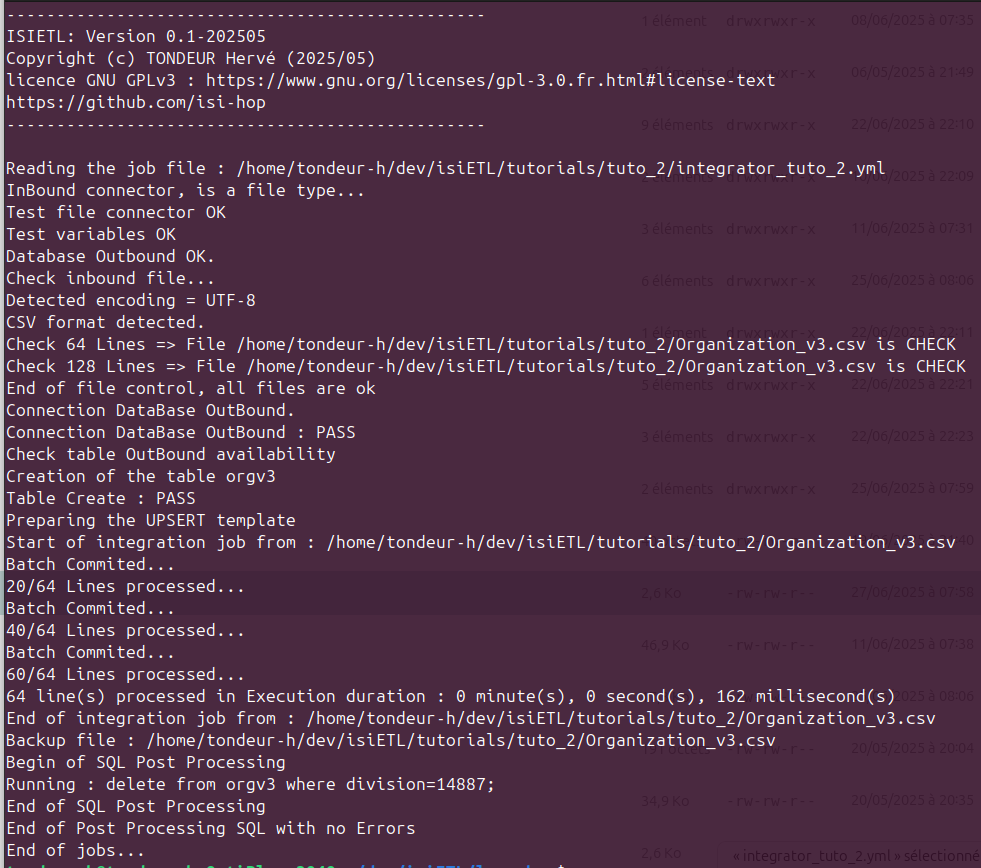 ------------------------------------------------
ISIETL: Version 0.1-202505
Copyright (c) TONDEUR Hervé (2025/05)
licence GNU GPLv3 : https://www.gnu.org/licenses/gpl-3.0.fr.html#license-text
https://github.com/isi-hop
------------------------------------------------
Reading the job file : /home/tondeur-h/dev/isiETL/tutorials/tuto_2/integrator_tuto_2.yml
InBound connector, is a file type...
Test file connector OK
Test variables OK
Database Outbound OK.
Check inbound file...
Detected encoding = UTF-8
CSV format detected.
Check 64 Lines => File /home/tondeur-h/dev/isiETL/tutorials/tuto_2/Organization_v3.csv is CHECK
Check 128 Lines => File /home/tondeur-h/dev/isiETL/tutorials/tuto_2/Organization_v3.csv is CHECK
End of file control, all files are ok
Connection DataBase OutBound.
Connection DataBase OutBound : PASS
Check table OutBound availability
Creation of the table orgv3
Table Create : PASS
Preparing the UPSERT template
Start of integration job from : /home/tondeur-h/dev/isiETL/tutorials/tuto_2/Organization_v3.csv
Batch Commited...
20/64 Lines processed...
Batch Commited...
40/64 Lines processed...
Batch Commited...
60/64 Lines processed...
64 line(s) processed in Execution duration : 0 minute(s), 0 second(s), 162 millisecond(s)
End of integration job from : /home/tondeur-h/dev/isiETL/tutorials/tuto_2/Organization_v3.csv
Backup file : /home/tondeur-h/dev/isiETL/tutorials/tuto_2/Organization_v3.csv
Begin of SQL Post Processing
Running : delete from orgv3 where division=14887;
End of SQL Post Processing
End of Post Processing SQL with no Errors
End of jobs...
1 élément drwxrwxr-x 08/06/2025 à 07:35
06/05/2025 à 21:49
9 éléments drwxrwxr-x 22/06/2025 à 22:10
3 éléments drwxrwxr-x 11/06/2025 à 07:31
6 éléments drwxrwxr-x 25/06/2025 à 08:06
1 élément drwxrwxr-x 22/06/2025 à 22:11
5 éléments drwxrwxr-x 22/06/2025 à 22:21
3 éléments drwxrwxr-x 22/06/2025 à 22:23
2 éléments drwxrwxr-x 25/06/2025 à 07:59
2,6 Ko -rw-rw-r-- 27/06/2025 à 07:58
46,9 Ko -rw-rw-r-- 11/06/2025 à 07:38
20/05/2025 à 20:04
34,9 Ko -rw-rw-r-- 20/05/2025 à 20:35
2,6 Ko « integrator_tuto_2.yml » sélectionné